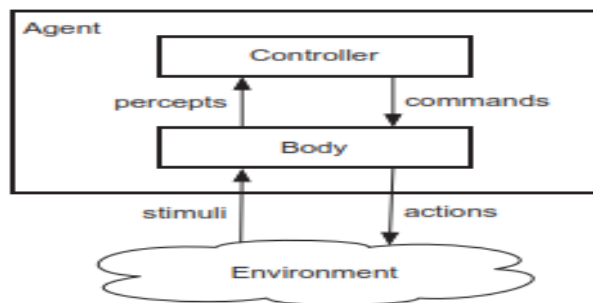 Agent
Controller
percepts
commands
Body
stimuli
actions
Environment